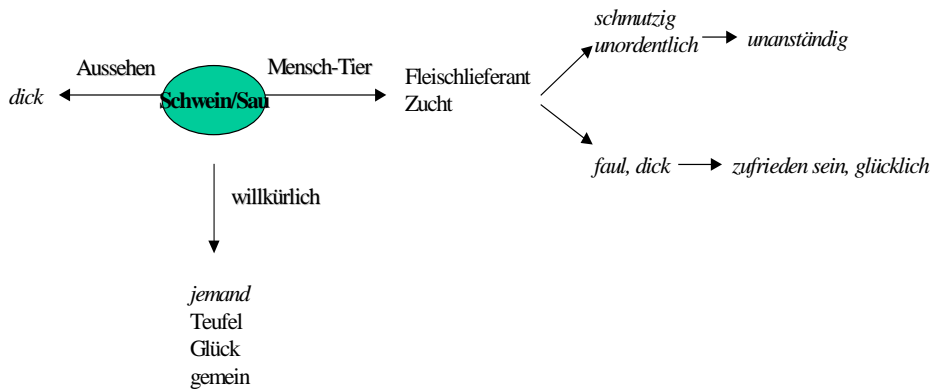 schmutzig
unordentlich
unanständig
Aussehen
Mensch-Tier
Fleischlieferant
Zucht
dick
Schwein/Sau
faul, dick
zufrieden sein, glücklich
willkürlich
jemand
Teufel
Glück
gemein